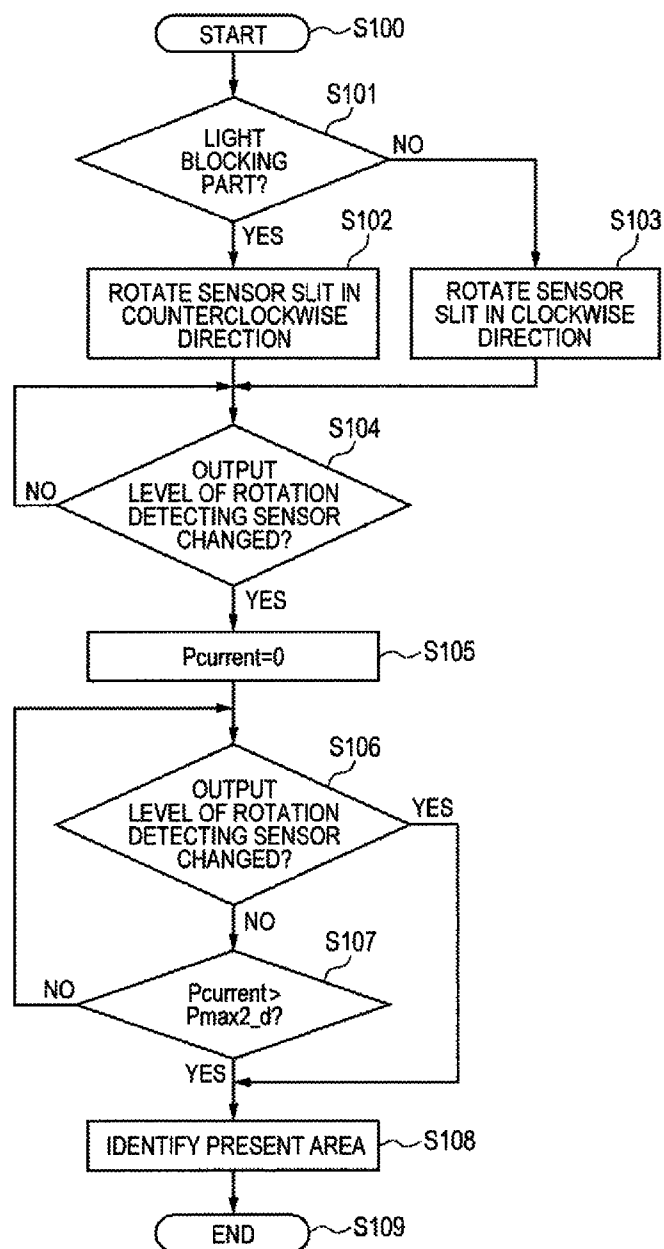 START
S100
S101
LIGHT
BLOCKING
PART?
NO
YES
S102
S103
ROTATE SENSOR SLIT IN
COUNTERCLOCKWISE
DIRECTION
ROTATE SENSOR
SLIT IN CLOCKWISE
DIRECTION
S104
OUTPUT
LEVEL OF ROTATION
DETECTING SENSOR
CHANGED?
NO
YES
Pcurrent=0
S105
S106
OUTPUT
LEVEL OF ROTATION
DETECTING SENSOR
CHANGED?
YES
NO
S107
Pcurrent>
Pmax2_d?
NO
YES
IDENTIFY PRESENT AREA
S108
END
S109